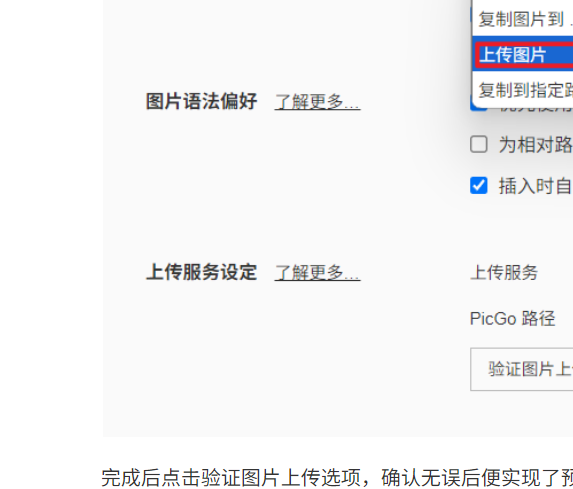 复制图片到 .
上传图片
复制到指定路
图片语法偏好 了解更多...
优先使用
为相对路
插入时自
上传服务设定 了解更多...
上传服务
PicGo 路径
验证图片上
完成后点击验证图片上传选项，确认无误后便实现了预